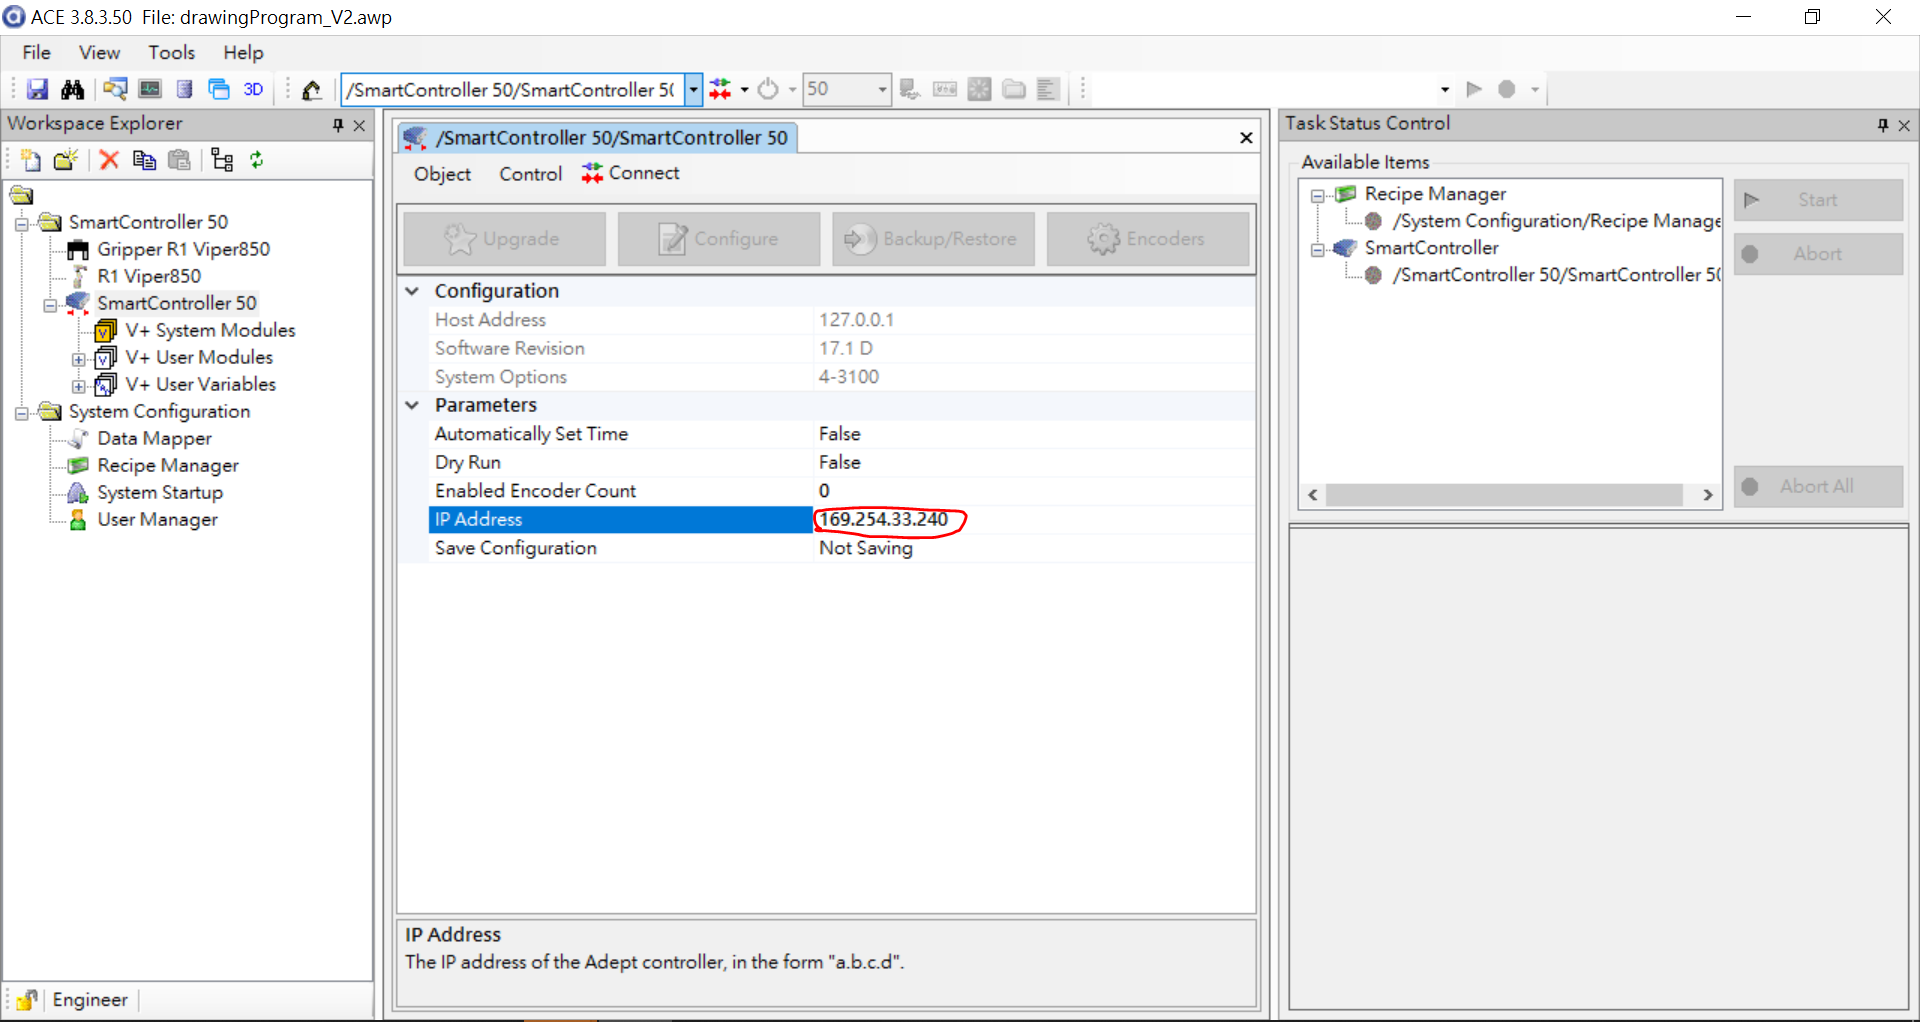 ACE 3.8.3.50  File: drawingProgram_V2.awp
File View Tools Help
3D /SmartController 50/SmartController 5( 50
Workspace Explorer
SmartController 50
Gripper R1 Viper850
R1 Viper850
SmartController 50
V+ System Modules
V+ User Modules
V+ User Variables
System Configuration
Data Mapper
Recipe Manager
System Startup
User Manager
Engineer
/SmartController 50/SmartController 50
Object Control Connect
Upgrade Configure Backup/Restore Encoders
Configuration
Host Address 127.0.0.1
Software Revision 17.1 D
System Options 4-3100
Parameters
Automatically Set Time False
Dry Run False
Enabled Encoder Count 0
IP Address 169.254.33.240
Save Configuration Not Saving
IP Address
The IP address of the Adept controller, in the form "a.b.c.d".
Task Status Control
Available Items
Recipe Manager
/System Configuration/Recipe Manage
SmartController
/SmartController 50/SmartController 5(
Start
Abort
Abort All